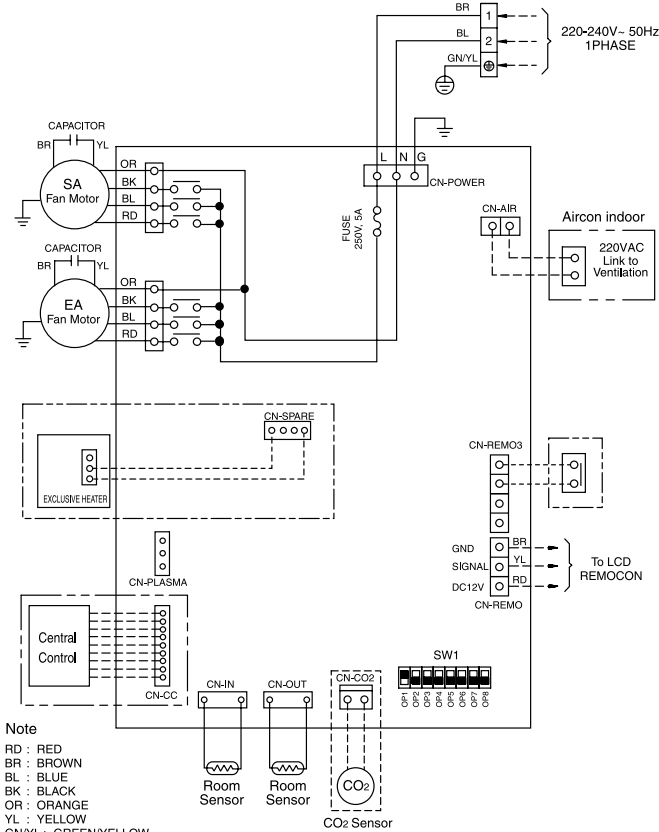 BR
1
BL
2
GN/YL
220-240V~ 50Hz
1PHASE
CAPACITOR
BR
YL
SA
Fan Motor
OR
BK
BL
RD
L N G
CN-POWER
FUSE
250V, 5A
CN-AIR
Aircon indoor
220VAC
Link to
Ventilation
CAPACITOR
BR
YL
EA
Fan Motor
OR
BK
BL
RD
CN-SPARE
EXCLUSIVE HEATER
CN-REMO3
CN-PLASMA
GND
BR
SIGNAL
YL
DC12V
RD
CN-REMO
To LCD
REMOCON
Central
Control
CN-CC
CN-IN
CN-OUT
CN-CO2
SW1
OP1
OP2
OP3
OP4
OP5
OP6
OP7
OP8
Room
Sensor
Room
Sensor
CO2
CO2 Sensor
Note
RD : RED
BR : BROWN
BL : BLUE
BK : BLACK
OR : ORANGE
YL : YELLOW
GN/YL : GREEN/YELLOW